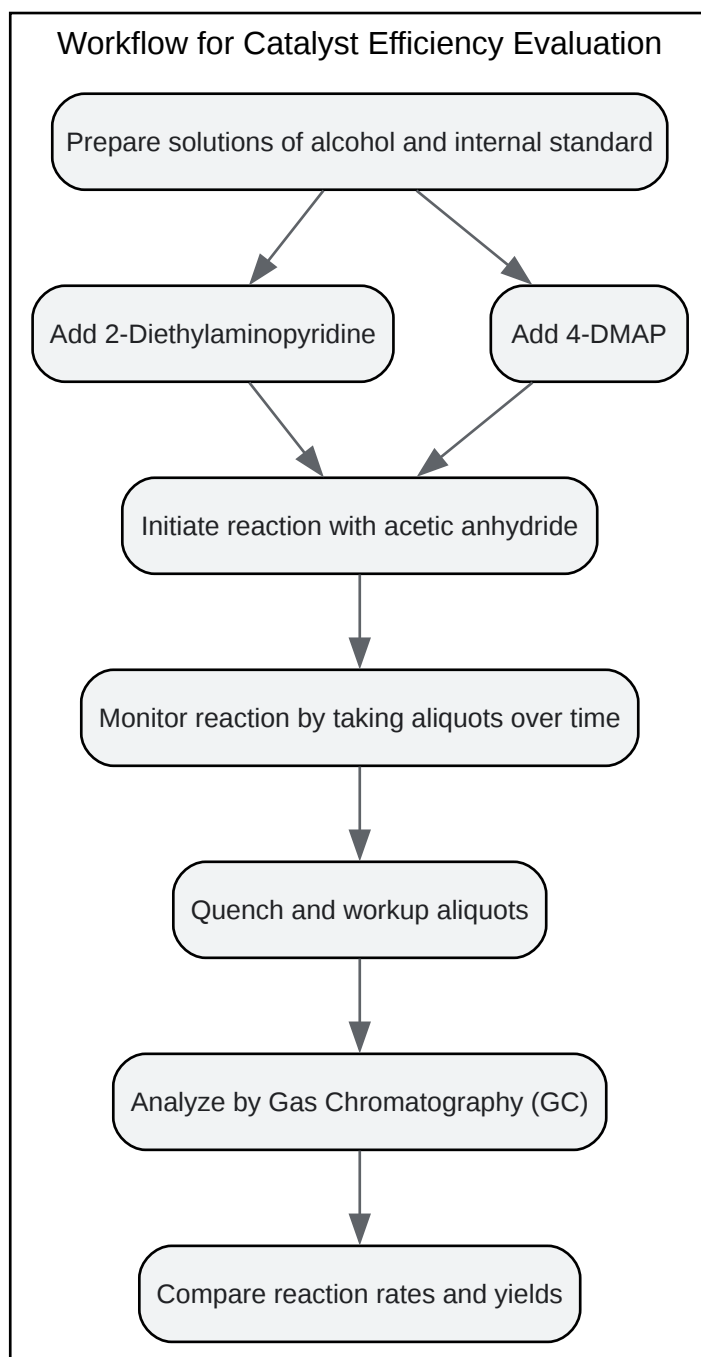 Workflow for Catalyst Efficiency Evaluation
Prepare solutions of alcohol and internal standard
Add 2-Diethylaminopyridine
Add 4-DMAP
Initiate reaction with acetic anhydride
Monitor reaction by taking aliquots over time
Quench and workup aliquots
Analyze by Gas Chromatography (GC)
Compare reaction rates and yields